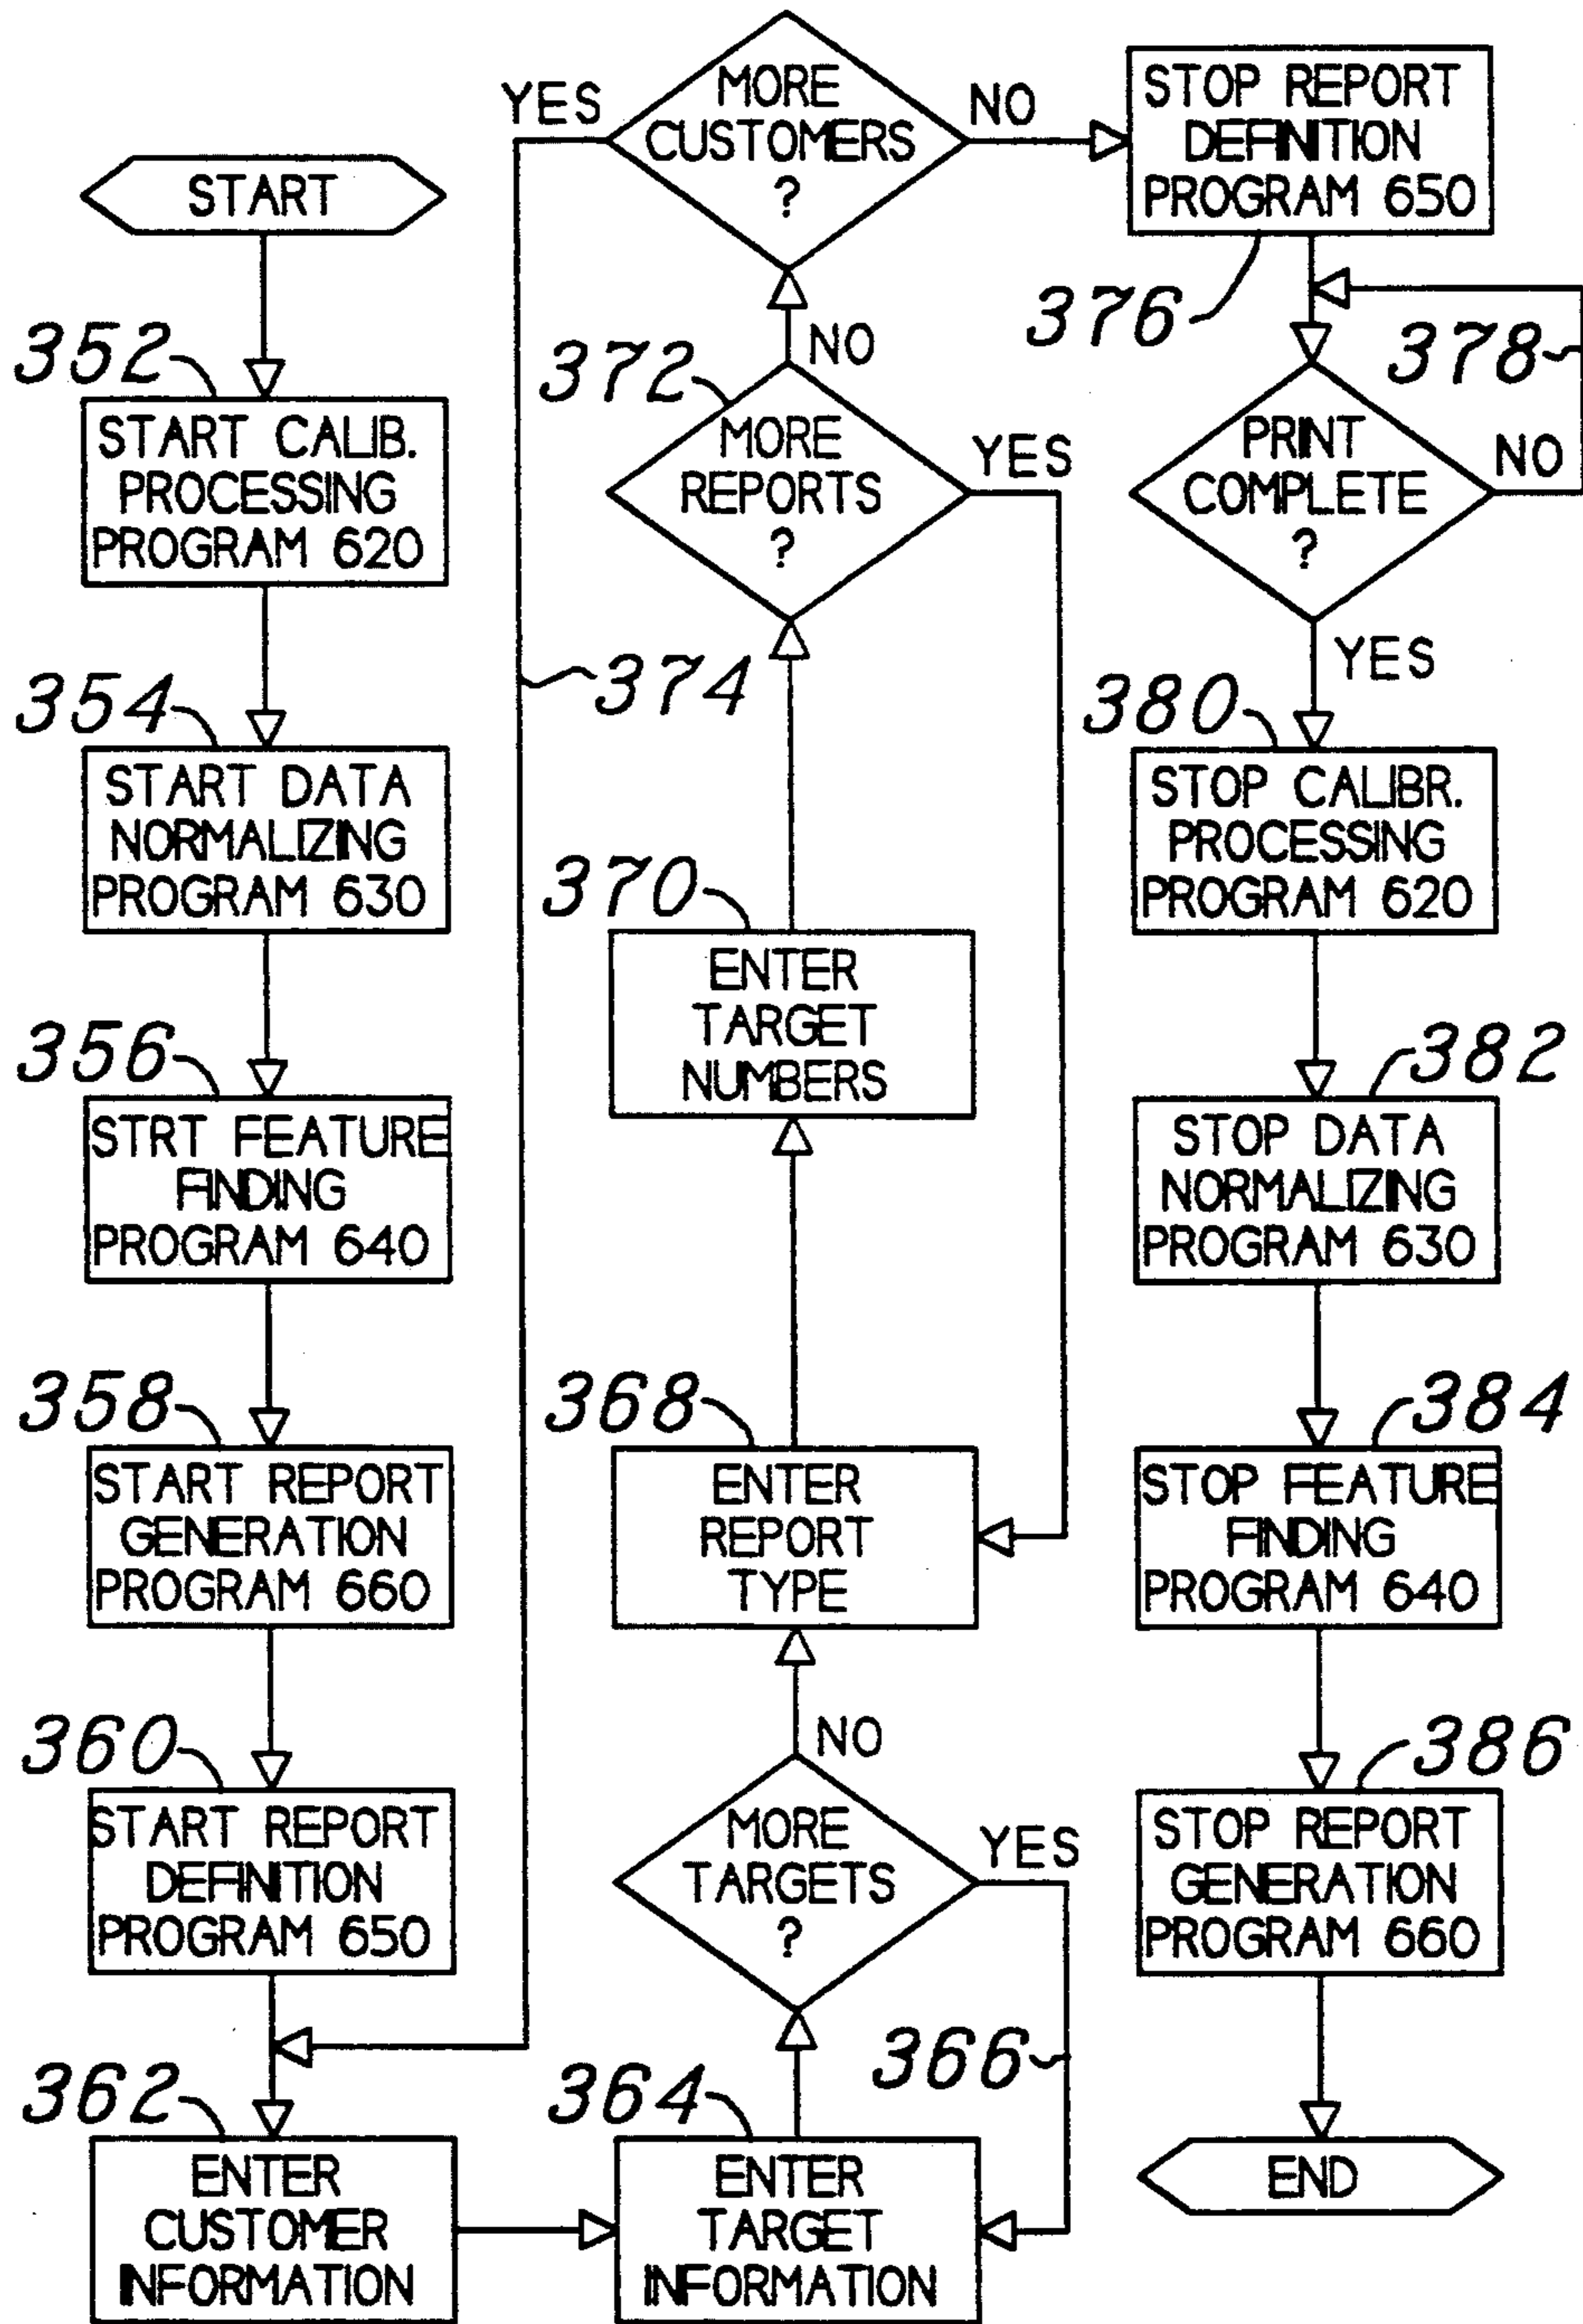 START
352
START CALIB.
PROCESSING
PROGRAM 620
354
START DATA
NORMALIZING
PROGRAM 630
356
STRT FEATURE
FINDING
PROGRAM 640
358
START REPORT
GENERATION
PROGRAM 660
360
START REPORT
DEFINITION
PROGRAM 650
362
ENTER
CUSTOMER
INFORMATION
364
ENTER
TARGET
INFORMATION
366
MORE
TARGETS
?
YES
NO
368
ENTER
REPORT
TYPE
370
ENTER
TARGET
NUMBERS
372
MORE
REPORTS
?
YES
NO
374
MORE
CUSTOMERS
?
YES
NO
STOP REPORT
DEFINITION
PROGRAM 650
376
378
PRINT
COMPLETE
?
NO
YES
380
STOP CALIBR.
PROCESSING
PROGRAM 620
382
STOP DATA
NORMALIZING
PROGRAM 630
384
STOP FEATURE
FINDING
PROGRAM 640
386
STOP REPORT
GENERATION
PROGRAM 660
END